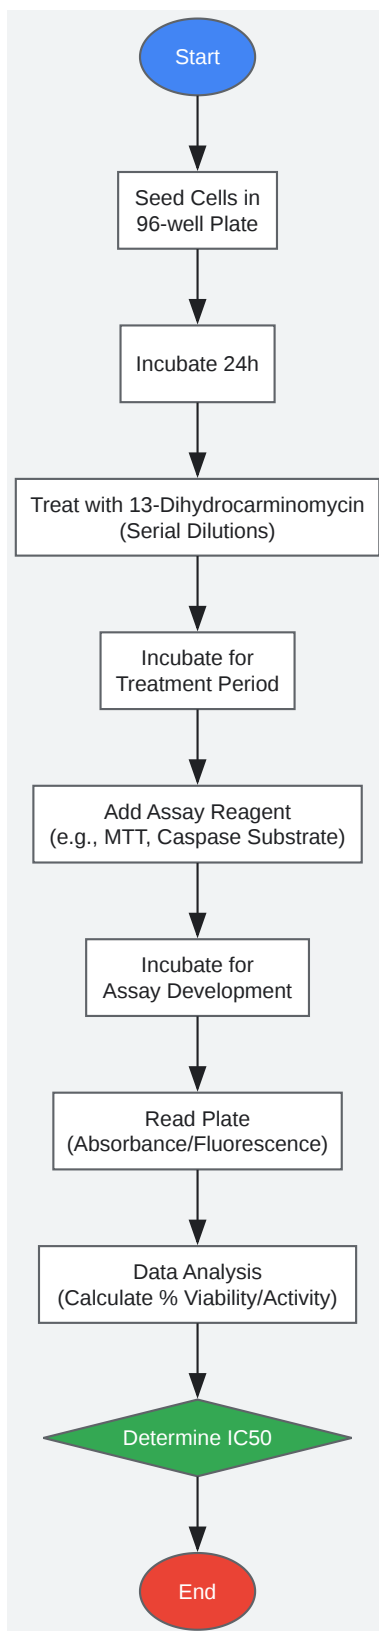 Start
Seed Cells in
96-well Plate
Incubate 24h
Treat with 13-Dihydrocarminomycin
(Serial Dilutions)
Incubate for
Treatment Period
Add Assay Reagent
(e.g., MTT, Caspase Substrate)
Incubate for
Assay Development
Read Plate
(Absorbance/Fluorescence)
Data Analysis
(Calculate % Viability/Activity)
Determine IC50
End